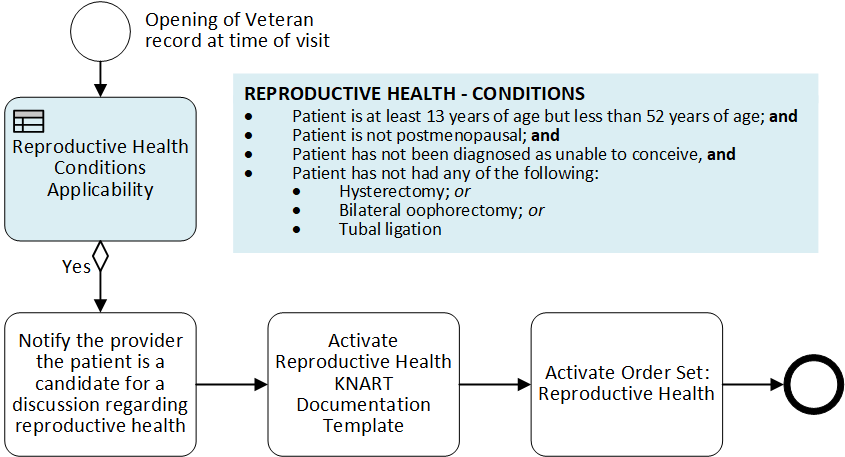 Opening of Veteran
record at time of visit
Reproductive Health
Conditions
Applicability
REPRODUCTIVE HEALTH - CONDITIONS
• Patient is at least 13 years of age but less than 52 years of age; and
• Patient is not postmenopausal; and
• Patient has not been diagnosed as unable to conceive, and
• Patient has not had any of the following:
• Hysterectomy; or
• Bilateral oophorectomy; or
• Tubal ligation
Yes
Notify the provider
the patient is a
candidate for a
discussion regarding
reproductive health
Activate
Reproductive Health
KNART
Documentation
Template
Activate Order Set:
Reproductive Health